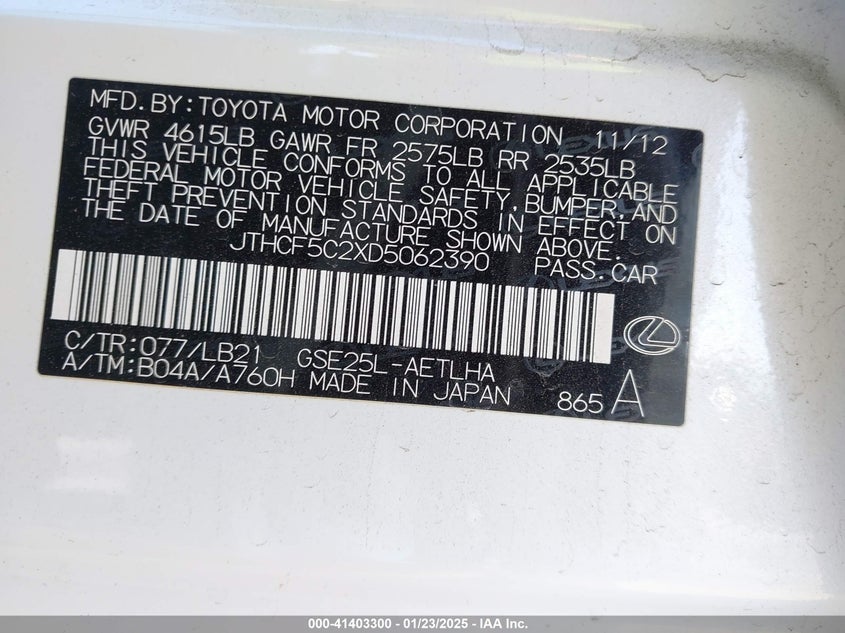 MFD.BY:TOYOTA MOTOR CORPORATION 11/12
GVWR 4615LB GAWR FR 2575LB RR 2535LB
THIS VEHICLE CONFORMS TO ALL APPLICABLE
FEDERAL MOTOR VEHICLE SAFETY,BUMPER,AND
THEFT PREVENTION STANDARDS IN EFFECT ON
THE DATE OF MANUFACTURE SHOWN ABOVE.
JTHCF5C2XD5062390 PASS.CAR
C/TR:077/LB21 GSE25L-AETLHA
A/TM:B04A/A760H MADE IN JAPAN 865 A
000-41403300 - 01/23/2025 - IAA Inc.